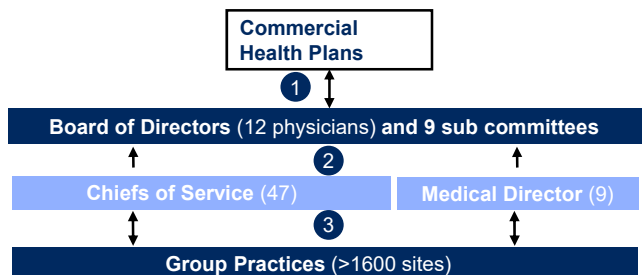 Commercial
Health Plans
1
Board of Directors (12 physicians) and 9 sub committees
2
Chiefs of Service (47)
Medical Director (9)
3
Group Practices (>1600 sites)